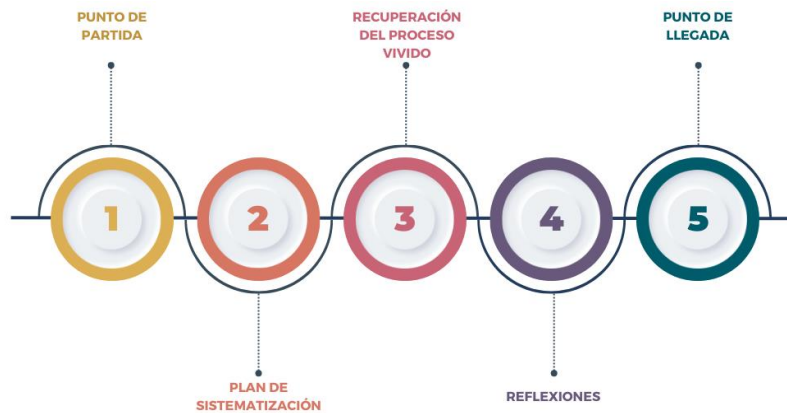 PUNTO DE
PARTIDA
RECUPERACIÓN
DEL PROCESO
VIVIDO
PUNTO DE
LLEGADA
1
2
3
4
5
PLAN DE
SISTEMATIZACIÓN
REFLEXIONES